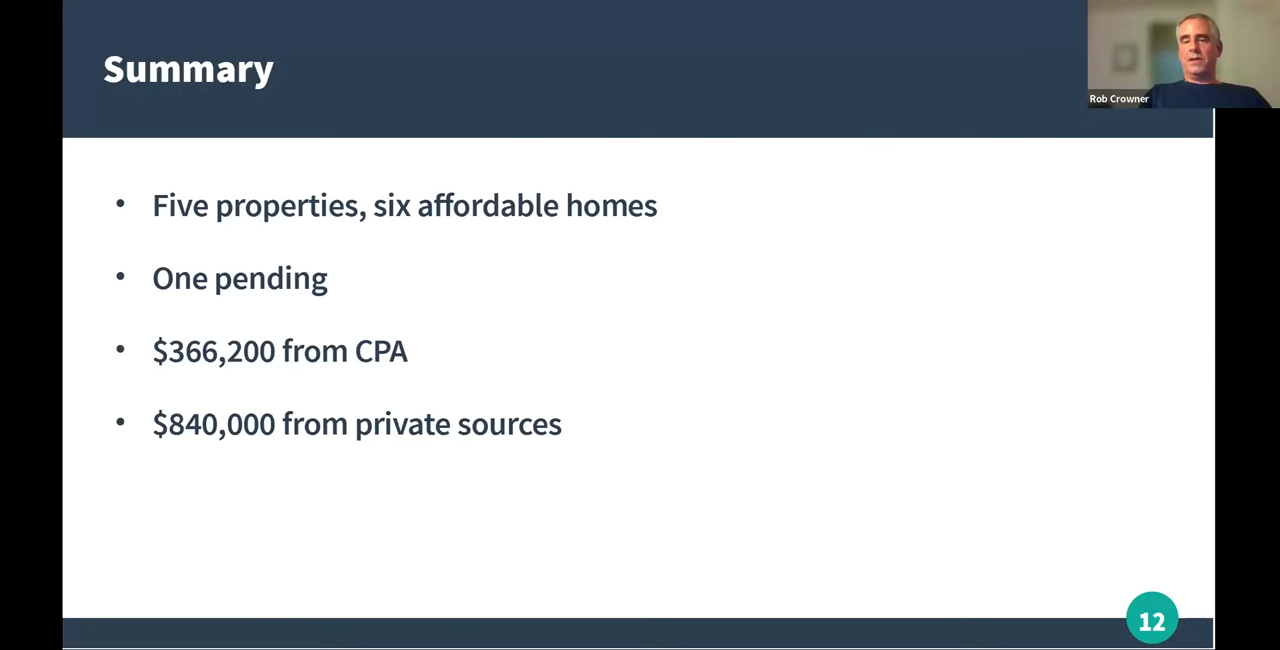 Summary
Rob Crowner
• Five properties, six affordable homes
• One pending
• $366,200 from CPA
• $840,000 from private sources
12